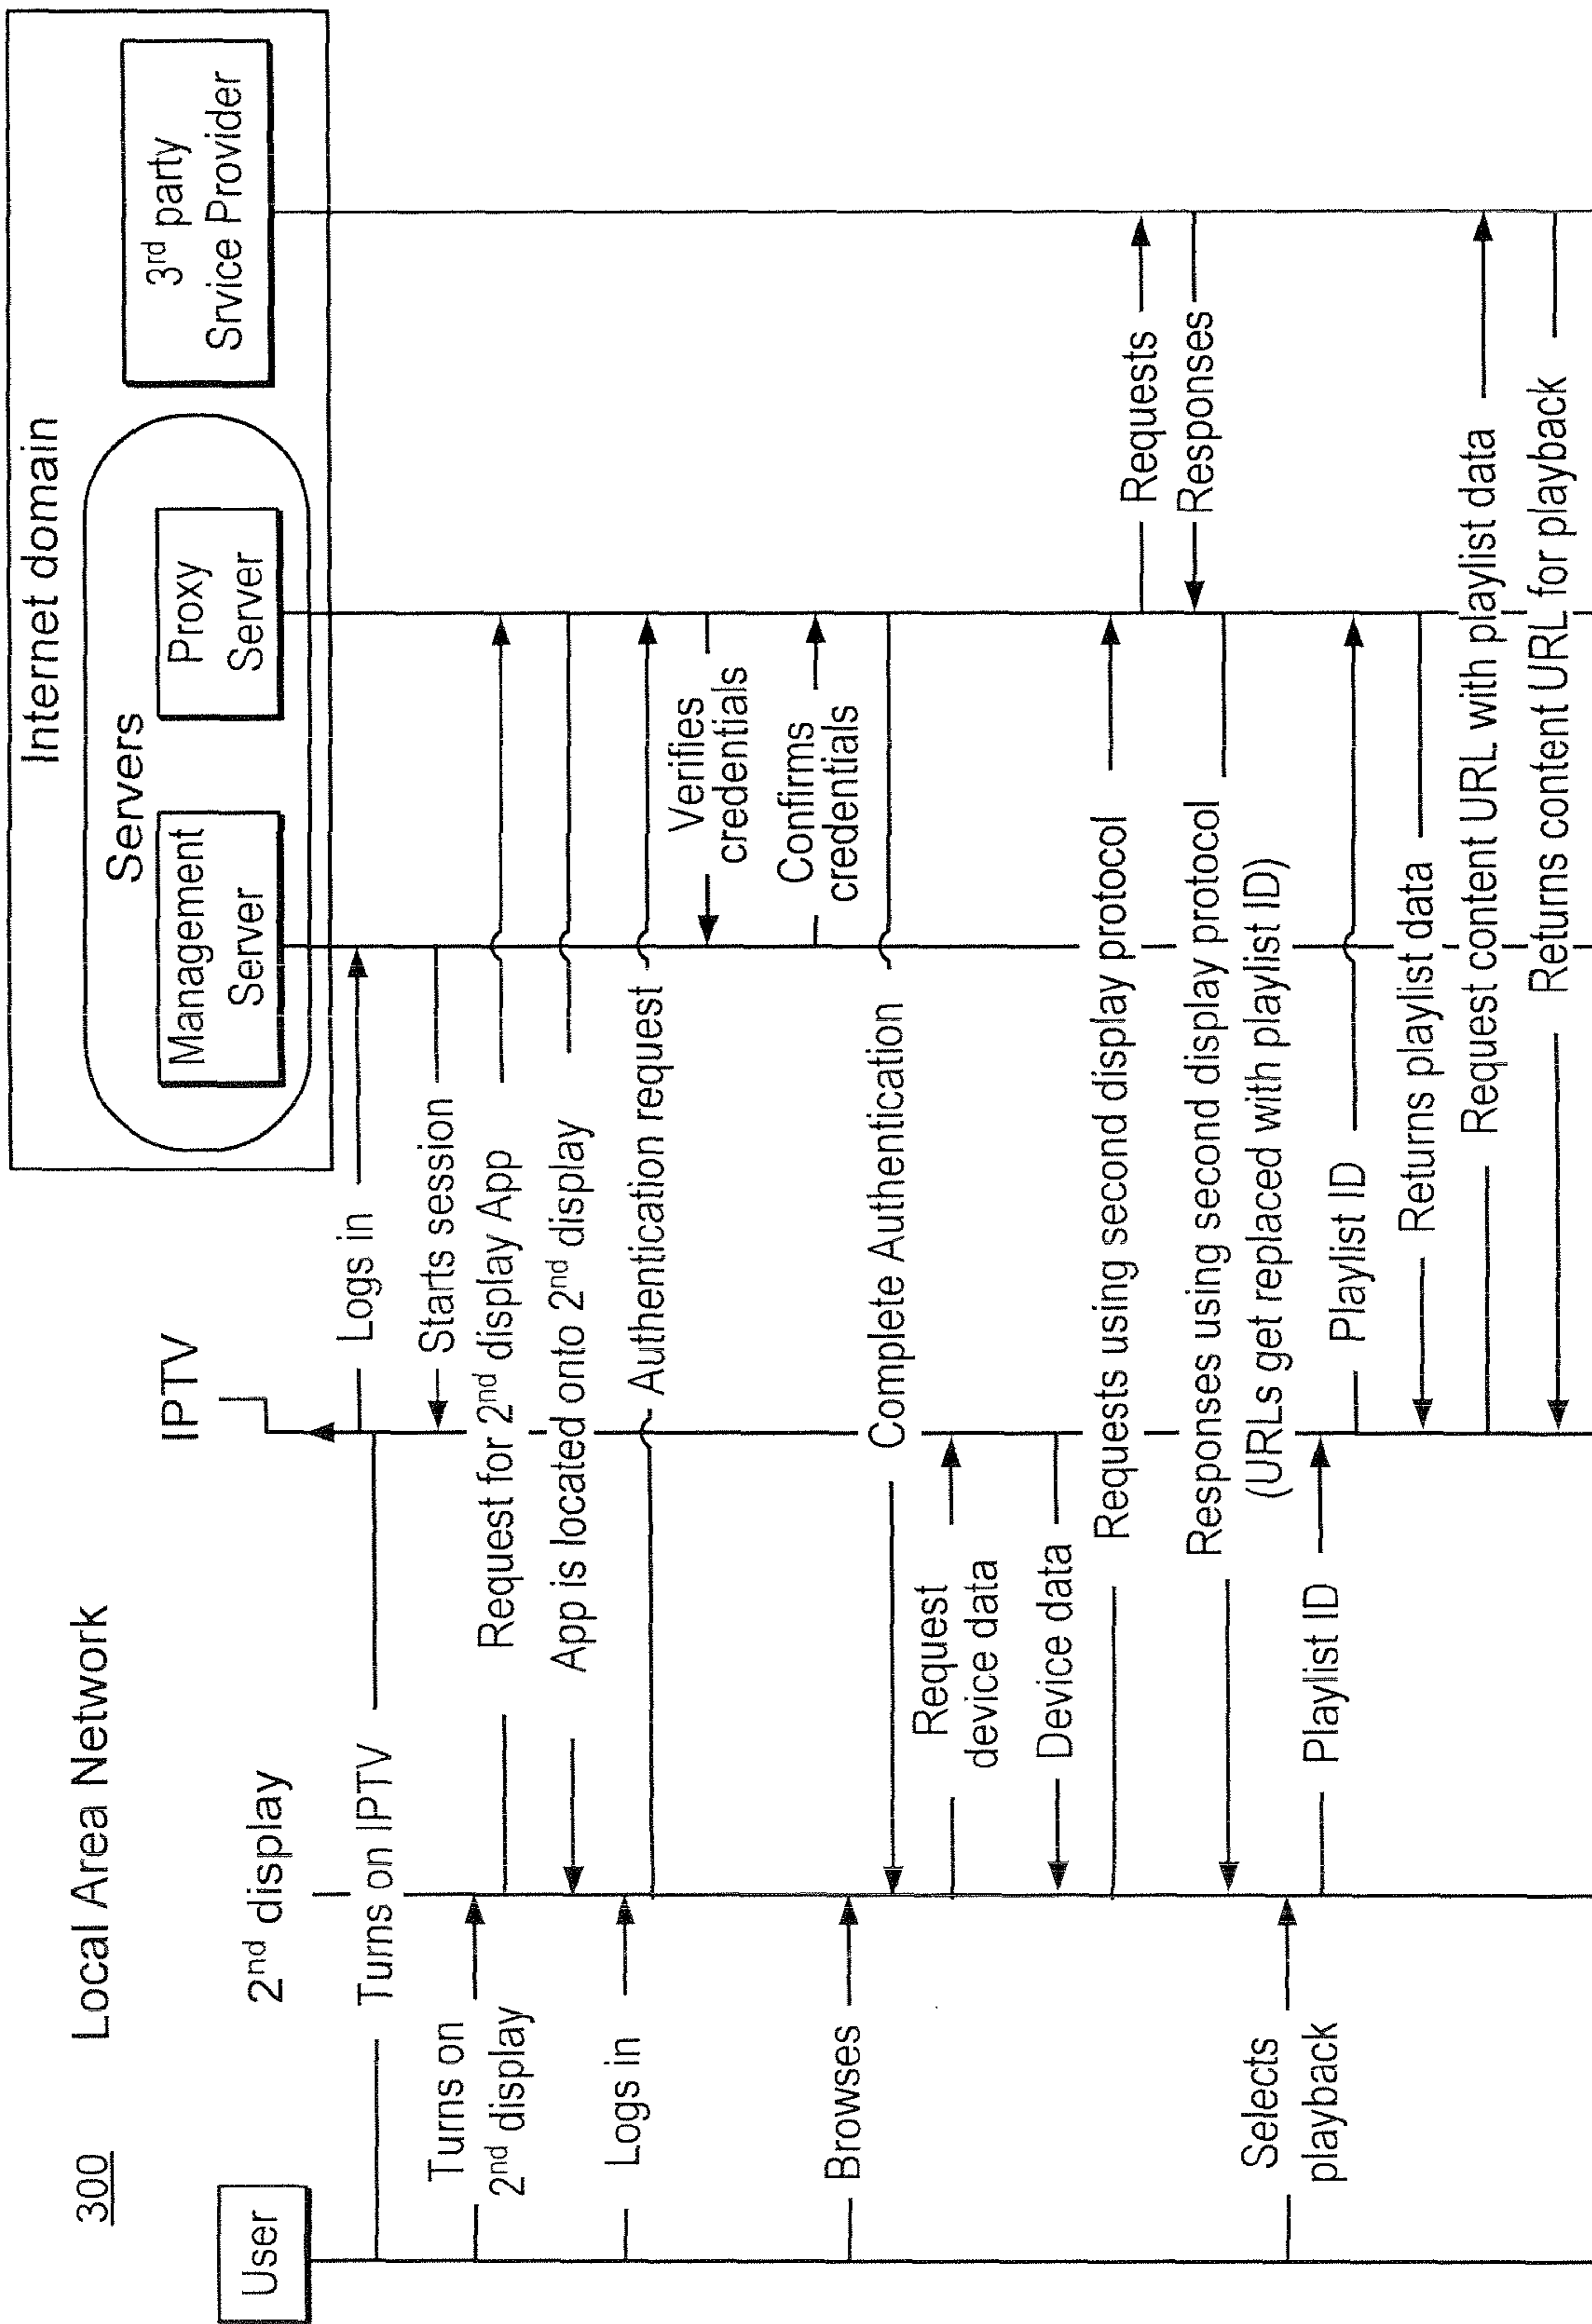 300
Local Area Network
Internet domain
Servers
User
2nd display
IPTV
Management
Server
Proxy
Server
3rd party
Srvice Provider
Turns on IPTV
Logs in
Turns on
2nd display
Starts session
Request for 2nd display App
App is located onto 2nd display
Logs in
Authentication request
Verifies
credentials
Confirms
credentials
Browses
Complete Authentication
Request
device data
Device data
Requests using second display protocol
Requests
Responses
Responses using second display protocol
(URLs get replaced with playlist ID)
Selects
playback
Playlist ID
Playlist ID
Returns playlist data
Request content URL with playlist data
Returns content URL for playback